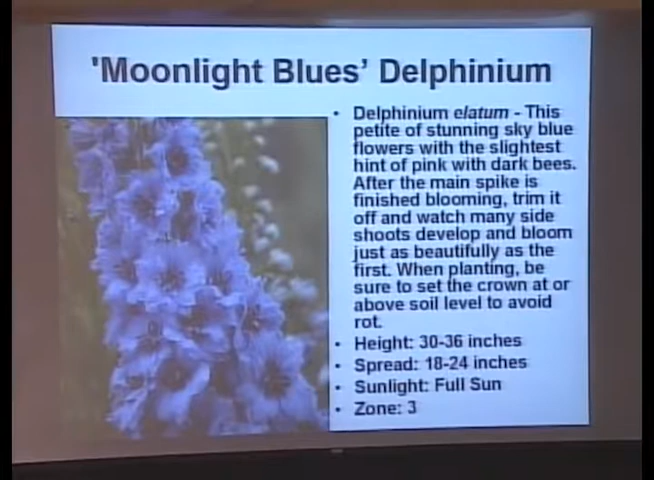 'Moonlight Blues' Delphinium
• Delphinium elatum - This
petite of stunning sky blue
flowers with the slightest
hint of pink with dark bees.
After the main spike is
finished blooming, trim it
off and watch many side
shoots develop and bloom
just as beautifully as the
first. When planting, be
sure to set the crown at or
above soil level to avoid
rot.
• Height: 30-36 inches
• Spread: 18-24 inches
• Sunlight: Full Sun
• Zone: 3